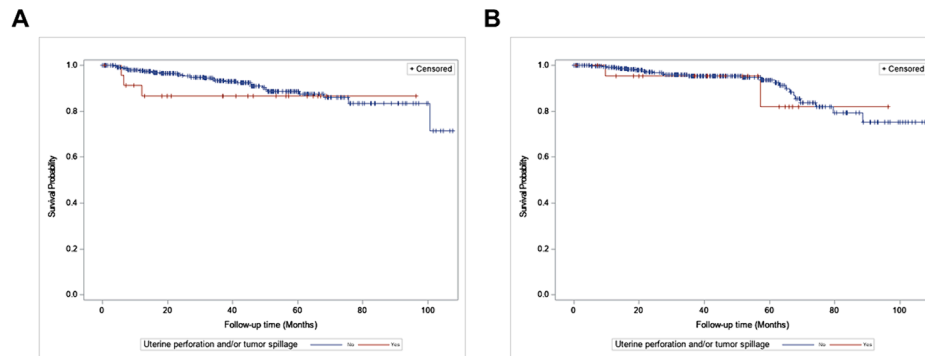 A
B
+ Censored
+ Censored
1.0
0.8
0.6
0.4
0.2
0.0
Survival Probability
0 20 40 60 80 100
Follow-up time (Months)
Uterine perforation and/or tumor spillage No Yes
1.0
0.8
0.6
0.4
0.2
0.0
Survival Probability
0 20 40 60 80 100
Follow-up time (Months)
Uterine perforation and/or tumor spillage No Yes